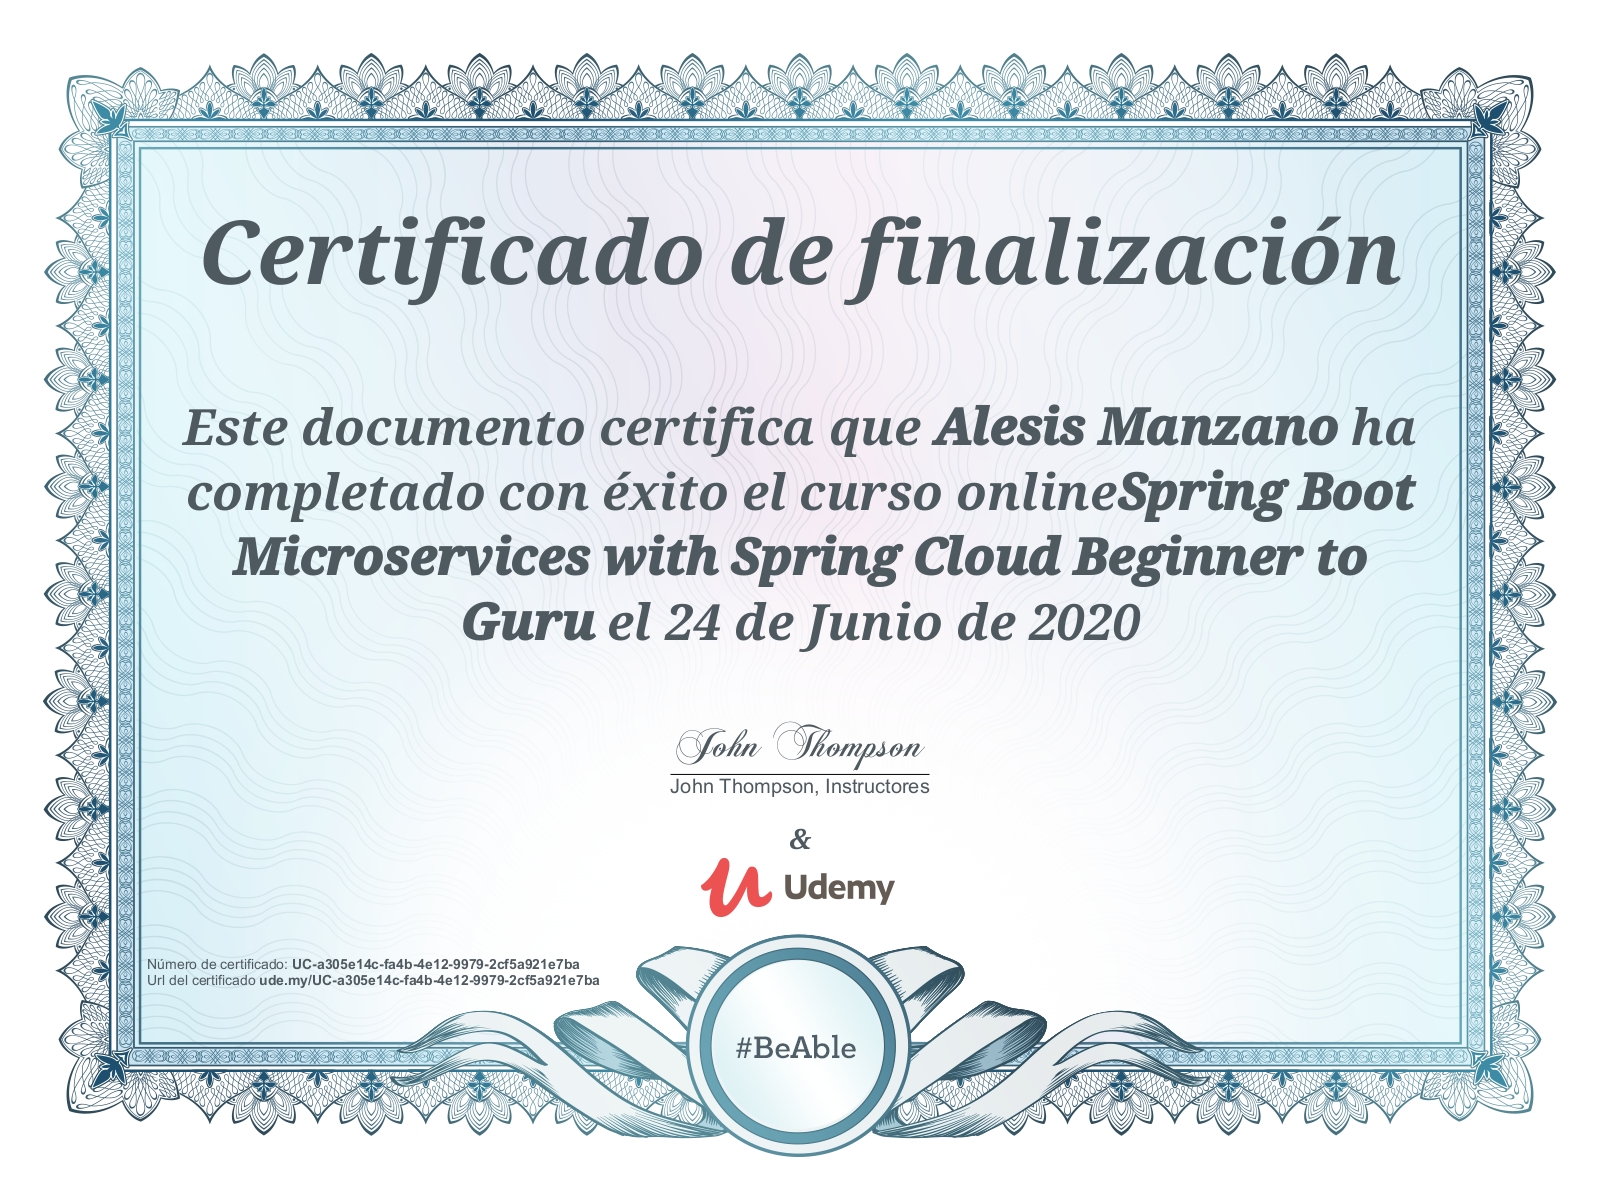 Certificado de finalización
Este documento certifica que Alesis Manzano ha
completado con éxito el curso onlineSpring Boot
Microservices with Spring Cloud Beginner to
Guru el 24 de Junio de 2020
John Thompson
John Thompson, Instructores
&
Udemy
Número de certificado: UC-a305e14c-fa4b-4e12-9979-2cf5a921e7ba
Url del certificado ude.my/UC-a305e14c-fa4b-4e12-9979-2cf5a921e7ba
#BeAble